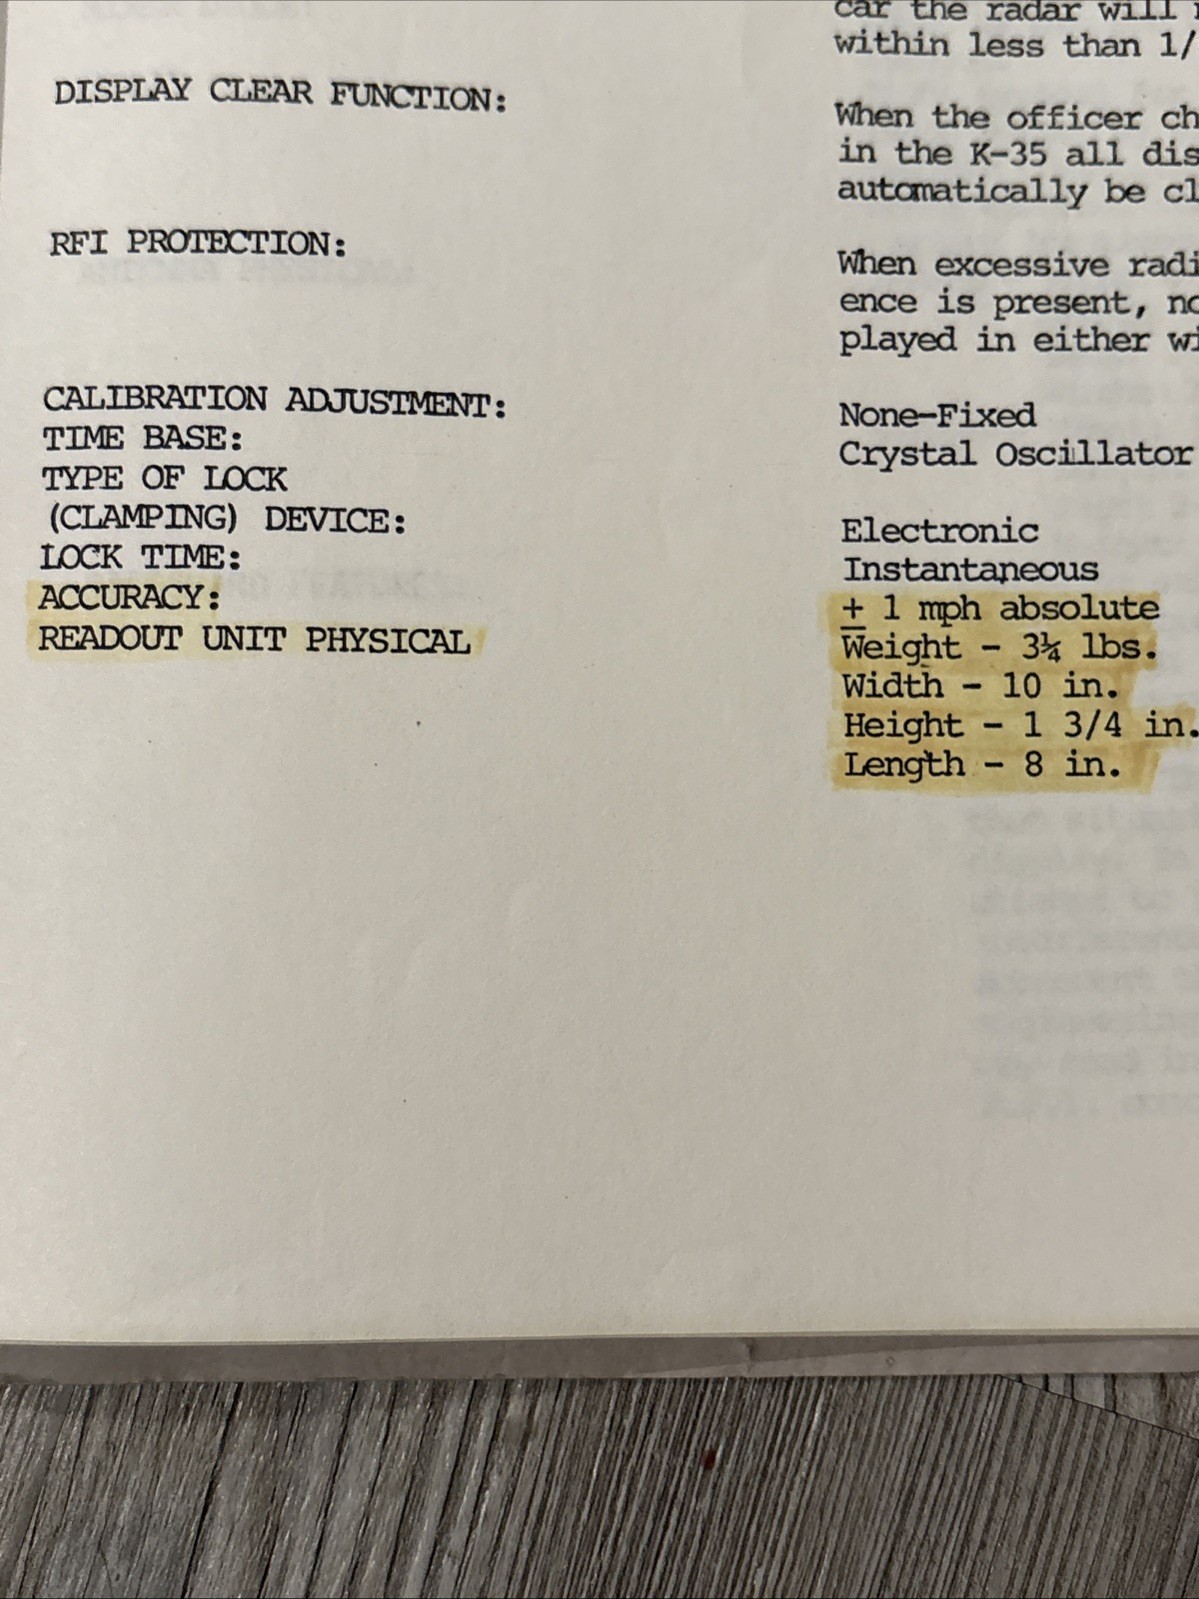 car the radar will
within less than 1/
DISPLAY CLEAR FUNCTION:
When the officer ch
in the K-35 all dis
automatically be cl
RFI PROTECTION:
When excessive radi
ence is present, no
played in either wi
CALIBRATION ADJUSTMENT: None-Fixed
TIME BASE: Crystal Oscillator
TYPE OF LOCK
(CLAMPING) DEVICE: Electronic
LOCK TIME: Instantaneous
ACCURACY: ± 1 mph absolute
READOUT UNIT PHYSICAL Weight - 3¼ lbs.
Width - 10 in.
Height - 1 3/4 in.
Length - 8 in.